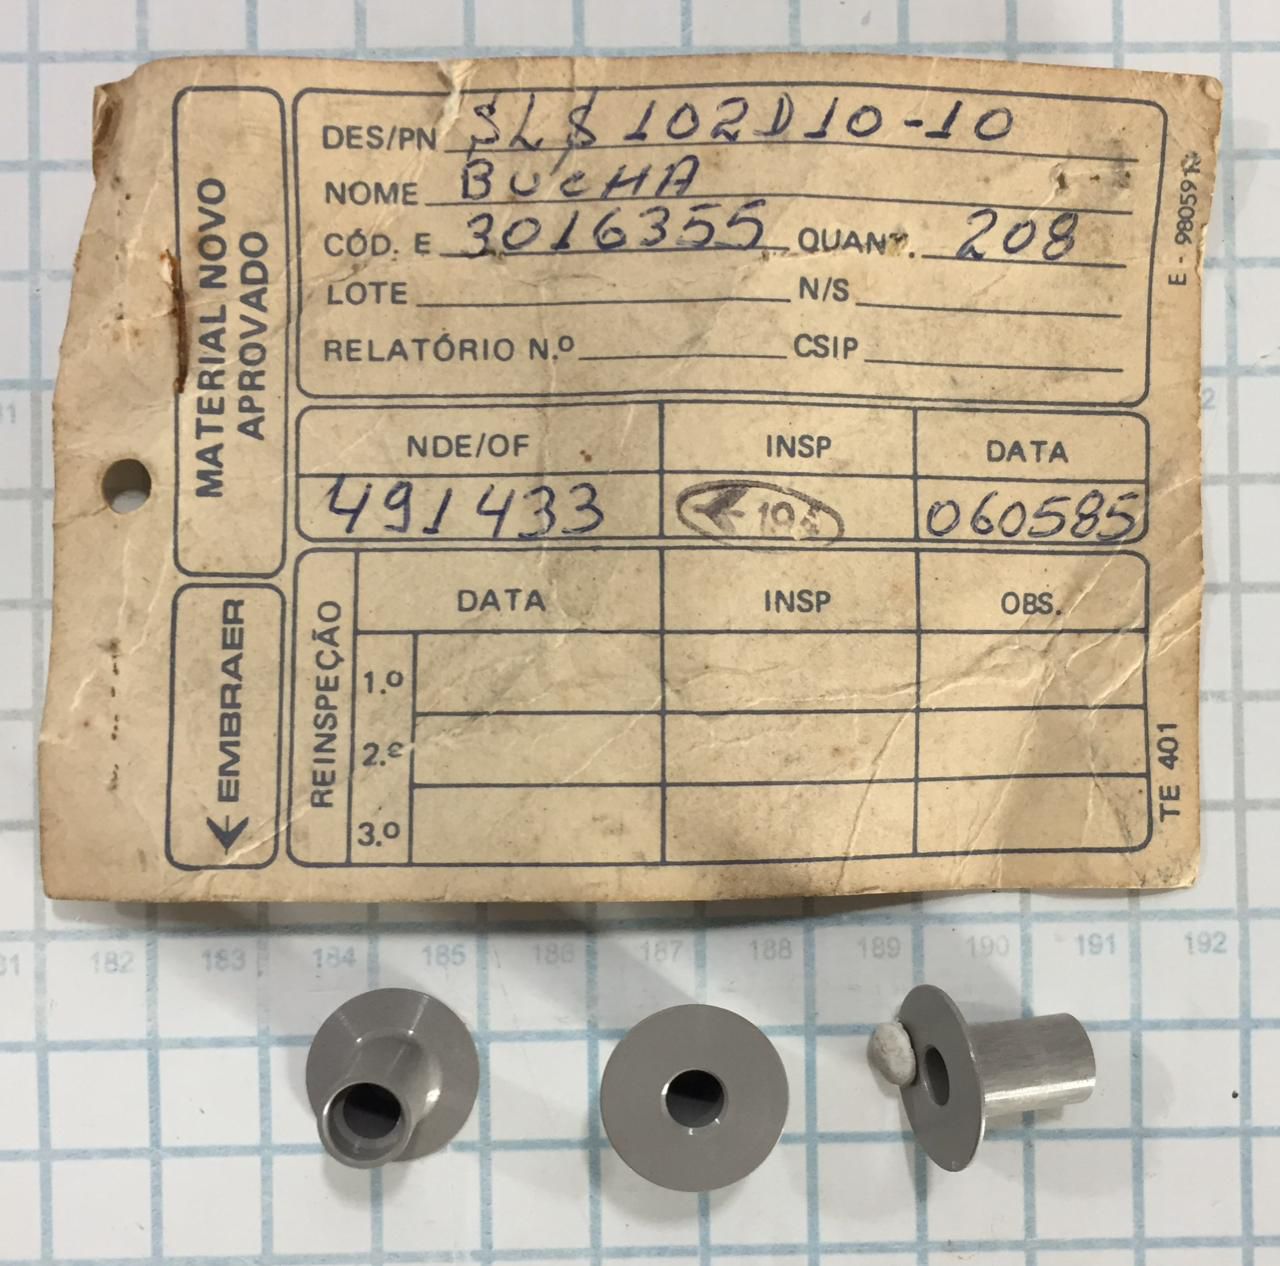 MATERIAL NOVO
APROVADO
EMBRAER
DES/PN SLS102D10-10
NOME BUCHA
CÓD. E 3016355 QUANT. 208
LOTE N/S
RELATÓRIO N.º CSIP
NDE/OF INSP DATA
491433 060585
REINSPEÇÃO
DATA INSP OBS.
1.º
2.º
3.º
TE 401
182 183 184 185 186 187 188 189 190 191 192